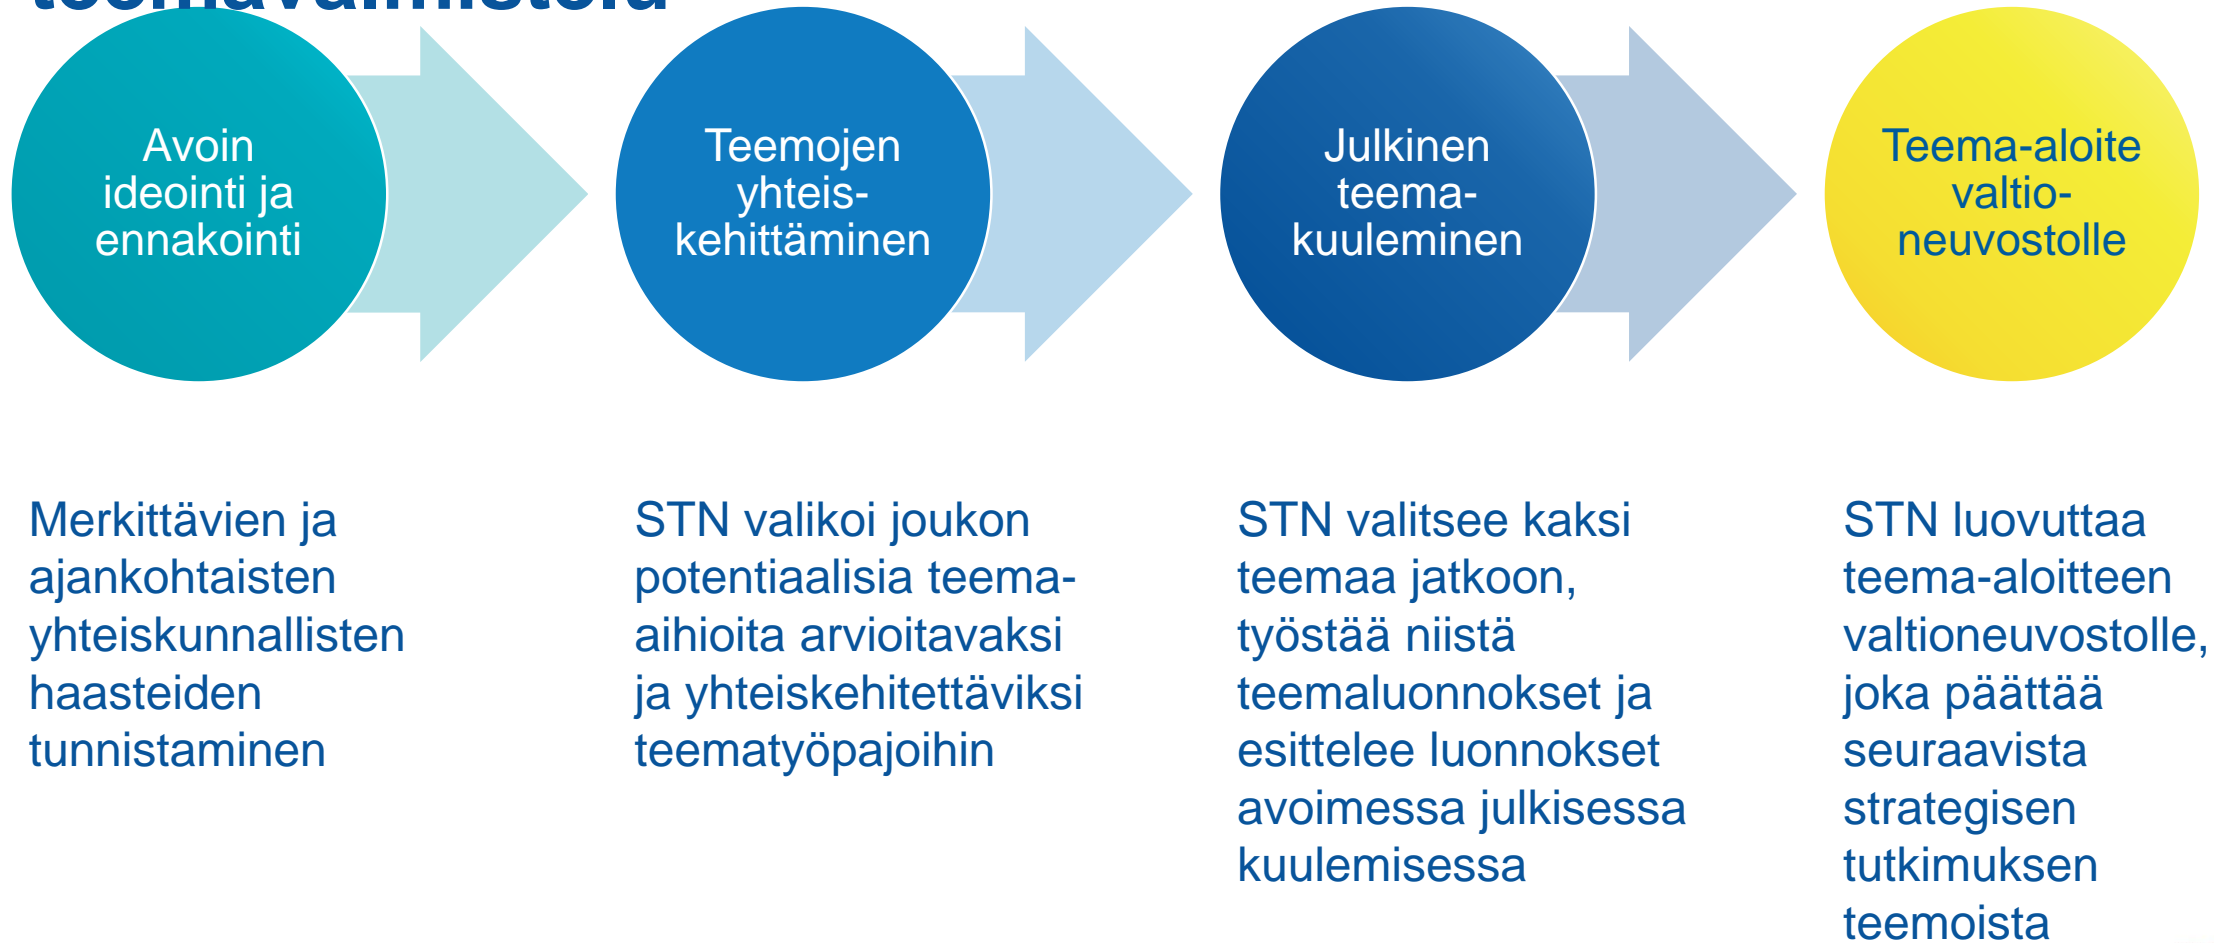 teemavalmistelu
Avoin
ideointi ja
ennakointi
Teemojen
yhteis-
kehittäminen
Julkinen
teema-
kuuleminen
Teema-aloite
valtio-
neuvostolle
Merkittävien ja
ajankohtaisten
yhteiskunnallisten
haasteiden
tunnistaminen
STN valikoi joukon
potentiaalisia teema-
aihioita arvioitavaksi
ja yhteiskehitettäviksi
teematyöpajoihin
STN valitsee kaksi
teemaa jatkoon,
työstää niistä
teemaluonnokset ja
esittelee luonnokset
avoimessa julkisessa
kuulemisessa
STN luovuttaa
teema-aloitteen
valtioneuvostolle,
joka päättää
seuraavista
strategisen
tutkimuksen
teemoista